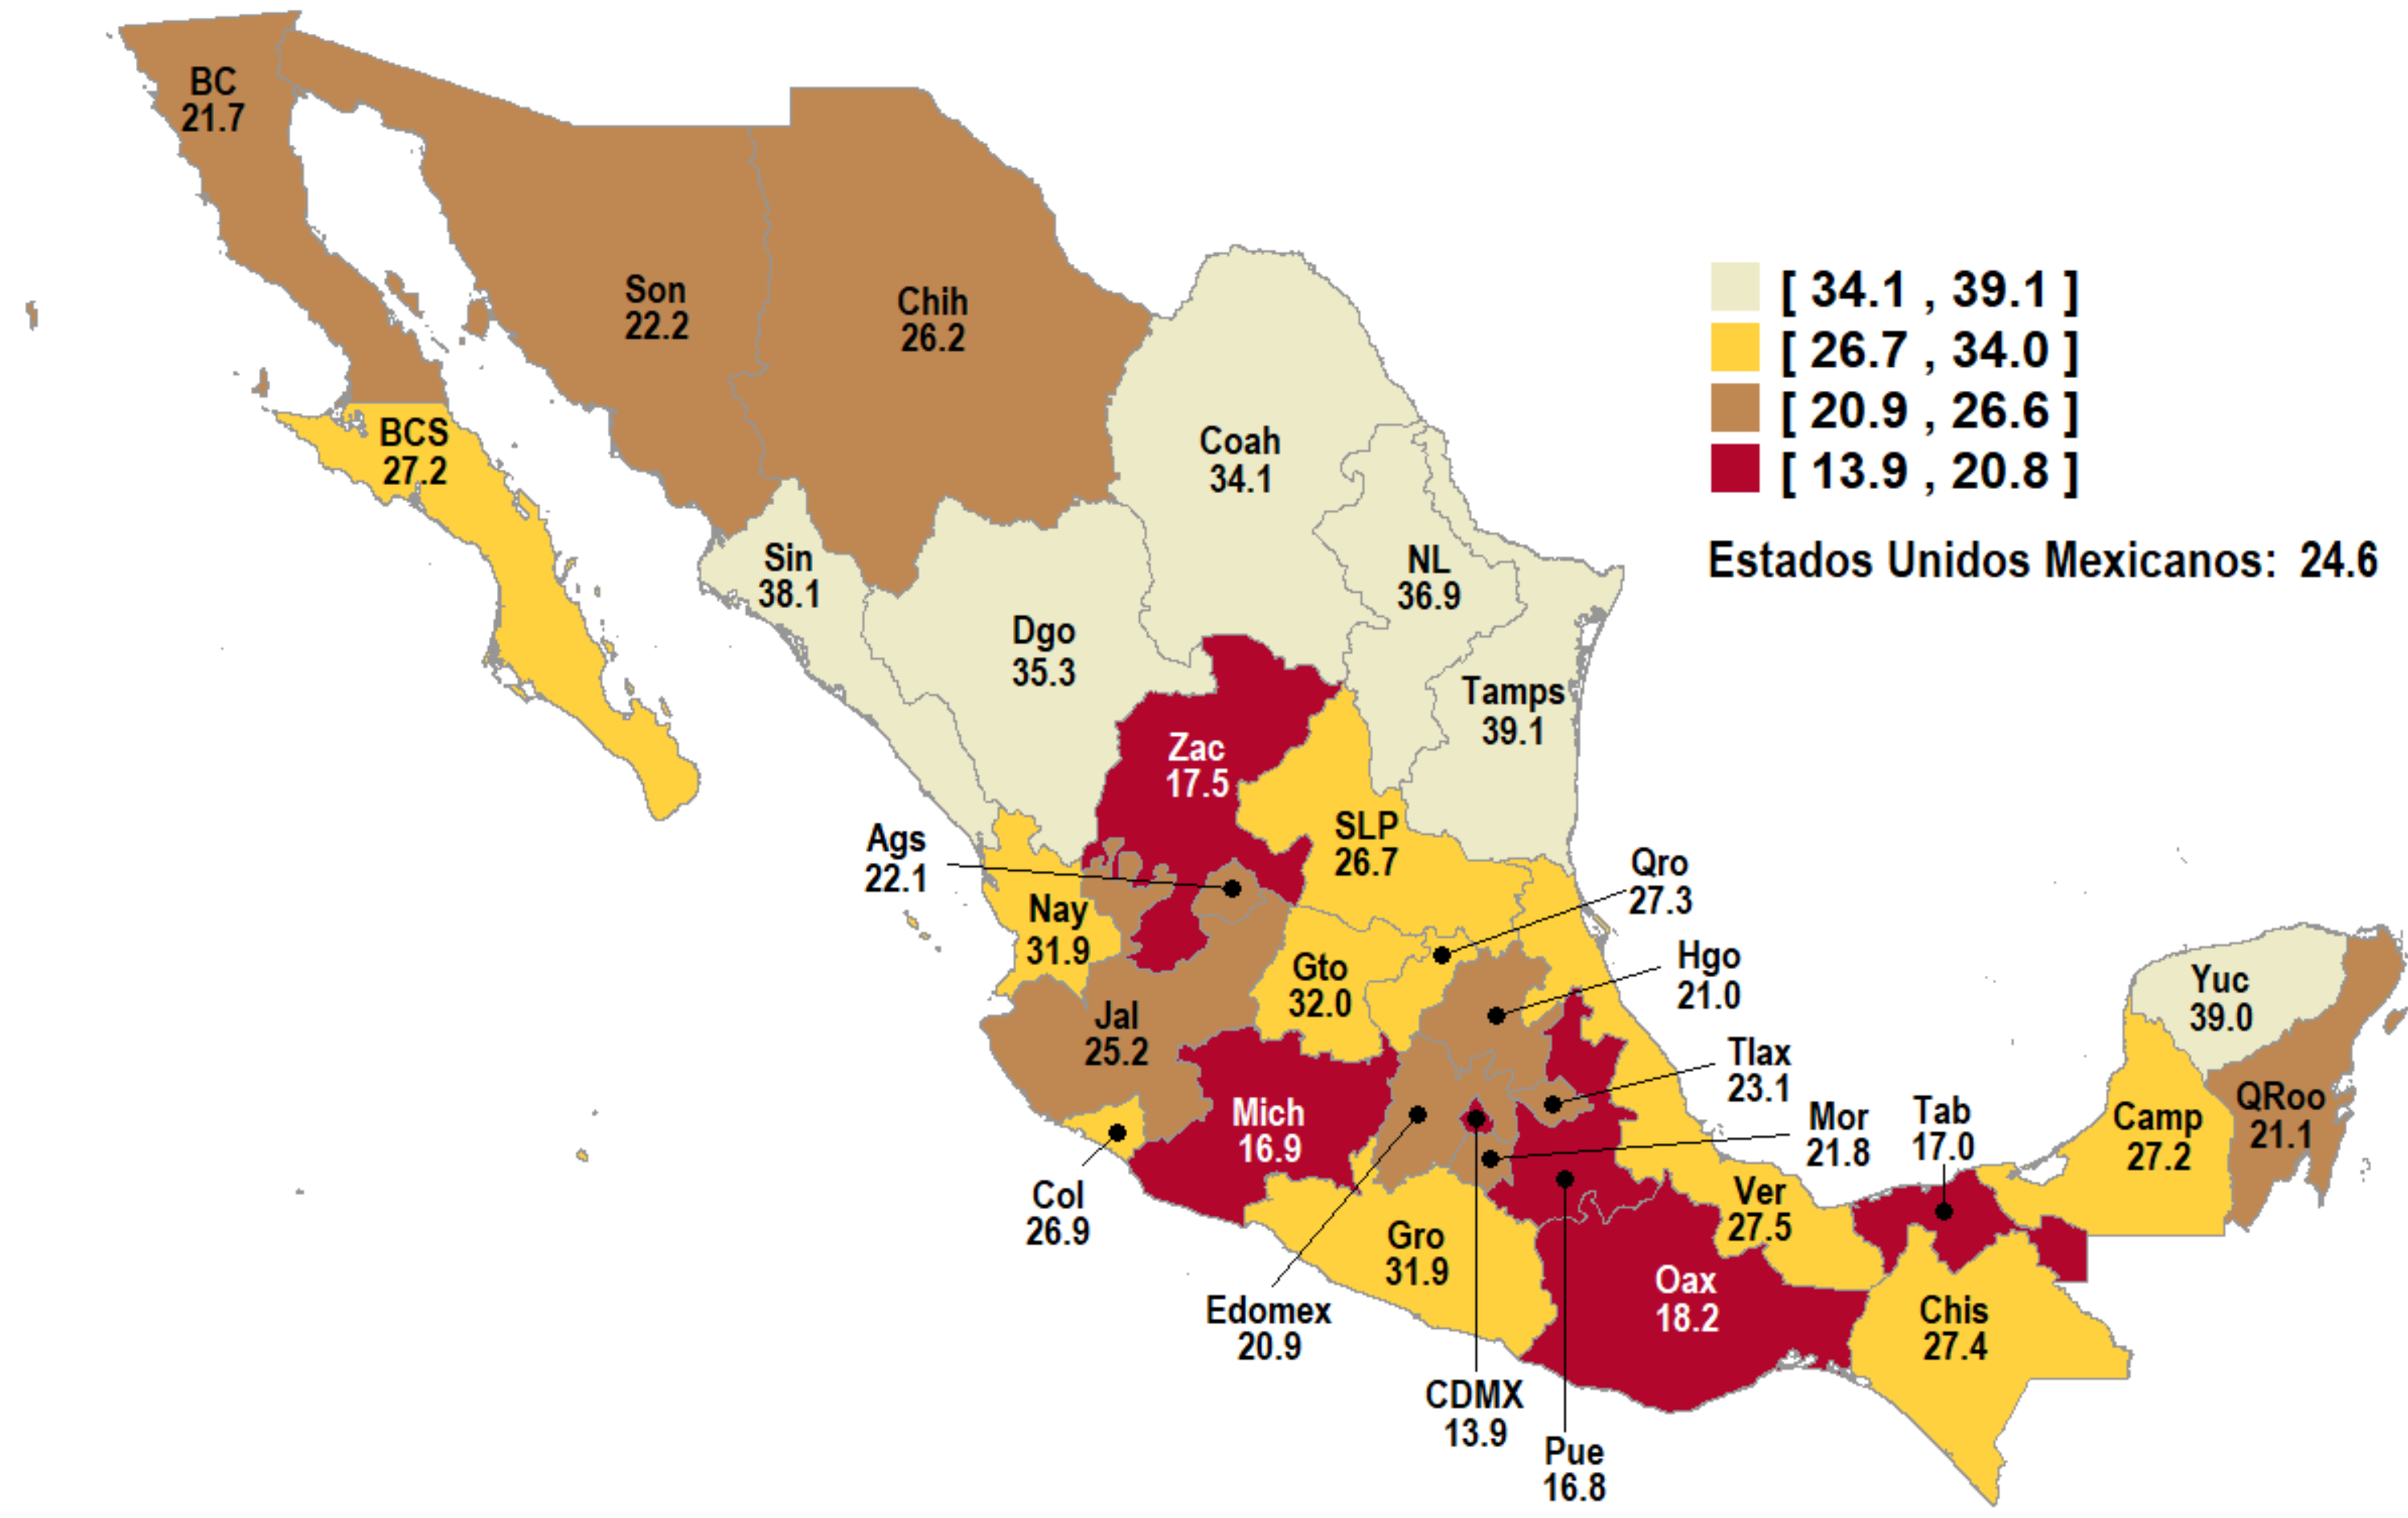 BC
21.7
Son
22.2
Chih
26.2
[ 34.1 , 39.1 ]
[ 26.7 , 34.0 ]
[ 20.9 , 26.6 ]
[ 13.9 , 20.8 ]
Estados Unidos Mexicanos: 24.6
BCS
27.2
Coah
34.1
Sin
38.1
NL
36.9
Dgo
35.3
Tamps
39.1
Zac
17.5
SLP
26.7
Ags
22.1
Qro
27.3
Nay
31.9
Gto
32.0
Hgo
21.0
Yuc
39.0
Jal
25.2
Tlax
23.1
Mich
16.9
Mor
21.8
Tab
17.0
Camp
27.2
QRoo
21.1
Col
26.9
Ver
27.5
Gro
31.9
Oax
18.2
Edomex
20.9
Chis
27.4
CDMX
13.9
Pue
16.8